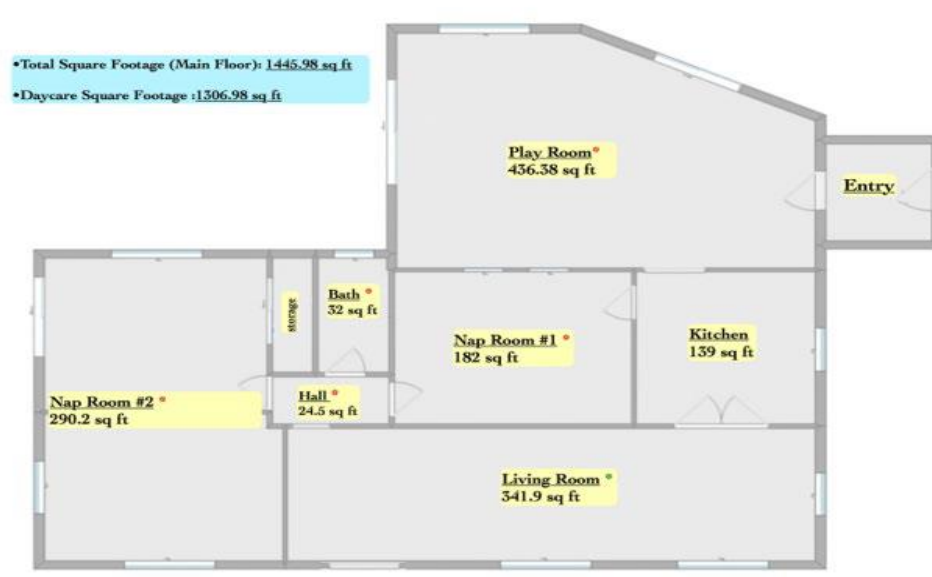 •Total Square Footage (Main Floor): 1445.98 sq ft
•Daycare Square Footage :1306.98 sq ft
Play Room
436.38 sq ft
Entry
storage
Bath
32 sq ft
Nap Room #1
182 sq ft
Kitchen
139 sq ft
Nap Room #2
290.2 sq ft
Hall
24.5 sq ft
Living Room
341.9 sq ft